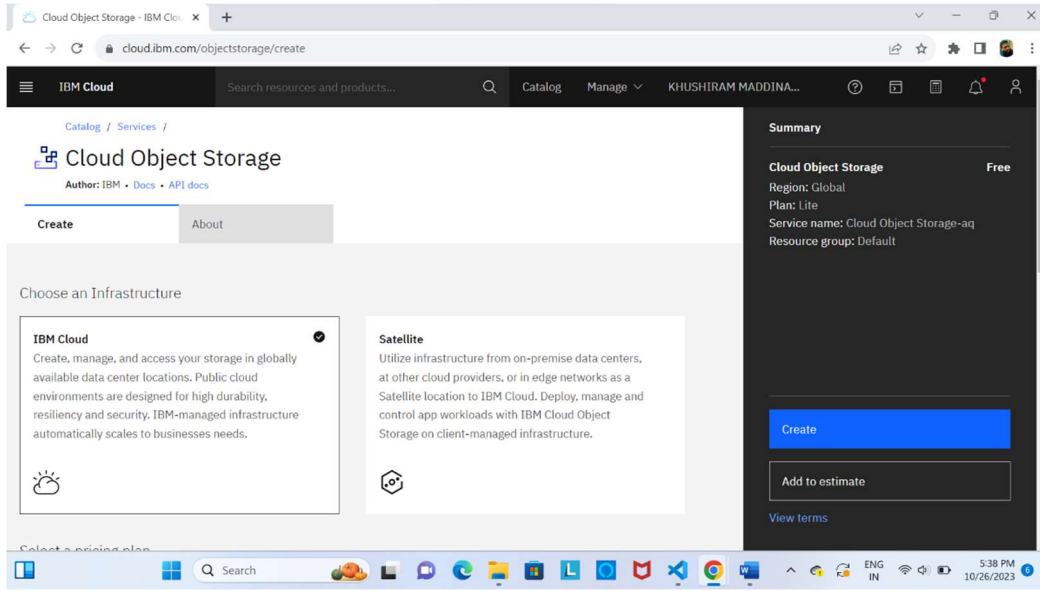 Cloud Object Storage - IBM Clou
cloud.ibm.com/objectstorage/create
IBM Cloud
Search resources and products...
Catalog
Manage
KHUSHIRAM MADDINA...
Catalog / Services /
Cloud Object Storage
Author: IBM • Docs • API docs
Create
About
Choose an Infrastructure
IBM Cloud
Create, manage, and access your storage in globally
available data center locations. Public cloud
environments are designed for high durability,
resiliency and security. IBM-managed infrastructure
automatically scales to businesses needs.
Satellite
Utilize infrastructure from on-premise data centers,
at other cloud providers, or in edge networks as a
Satellite location to IBM Cloud. Deploy, manage and
control app workloads with IBM Cloud Object
Storage on client-managed infrastructure.
Select a pricing plan
Summary
Cloud Object Storage Free
Region: Global
Plan: Lite
Service name: Cloud Object Storage-aq
Resource group: Default
Create
Add to estimate
View terms
Search
L
W
ENG
IN
5:38 PM
10/26/2023
6